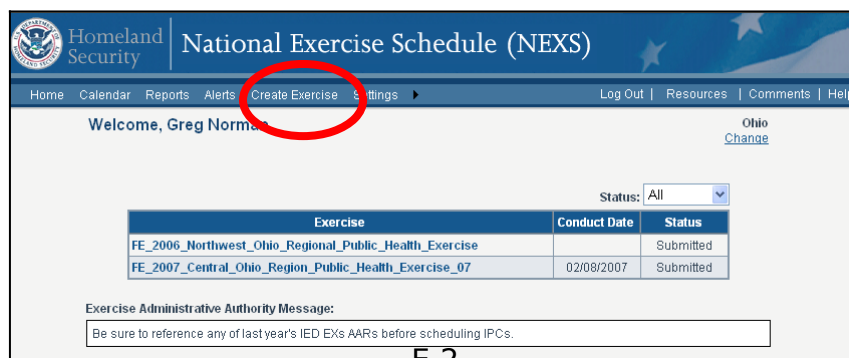 Homeland Security National Exercise Schedule (NEXS)
Home Calendar Reports Alerts Create Exercise Settings Log Out | Resources | Comments | Help
Welcome, Greg Norman Ohio
Change
Status: All
Exercise Conduct Date Status
FE_2006_Northwest_Ohio_Regional_Public_Health_Exercise Submitted
FE_2007_Central_Ohio_Region_Public_Health_Exercise_07 02/08/2007 Submitted
Exercise Administrative Authority Message:
Be sure to reference any of last year's IED EXs AARs before scheduling IPCs.